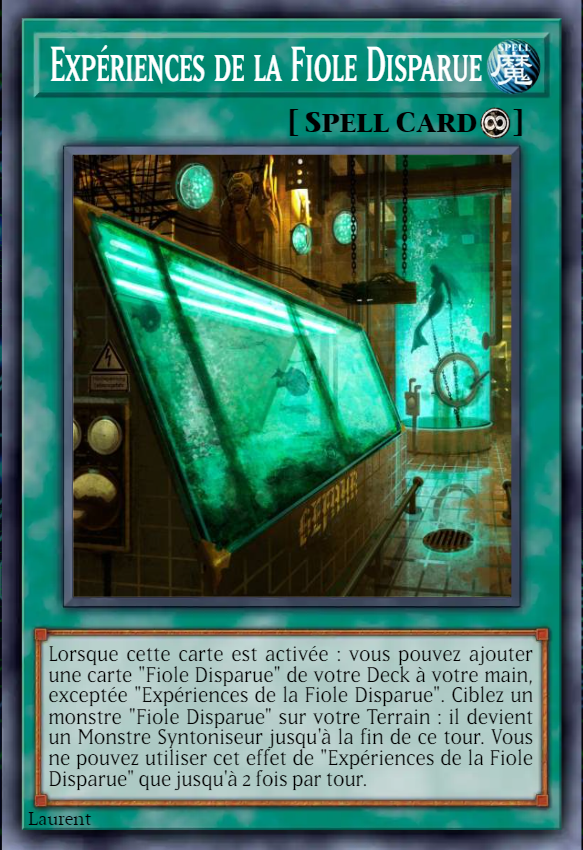 Expériences de la Fiole Disparue
SPELL
魔
[ Spell Card ]
GEFAHR
Lorsque cette carte est activée : vous pouvez ajouter
une carte "Fiole Disparue" de votre Deck à votre main,
exceptée "Expériences de la Fiole Disparue". Ciblez un
monstre "Fiole Disparue" sur votre Terrain : il devient
un Monstre Syntoniseur jusqu'à la fin de ce tour. Vous
ne pouvez utiliser cet effet de "Expériences de la Fiole
Disparue" que jusqu'à 2 fois par tour.
Laurent